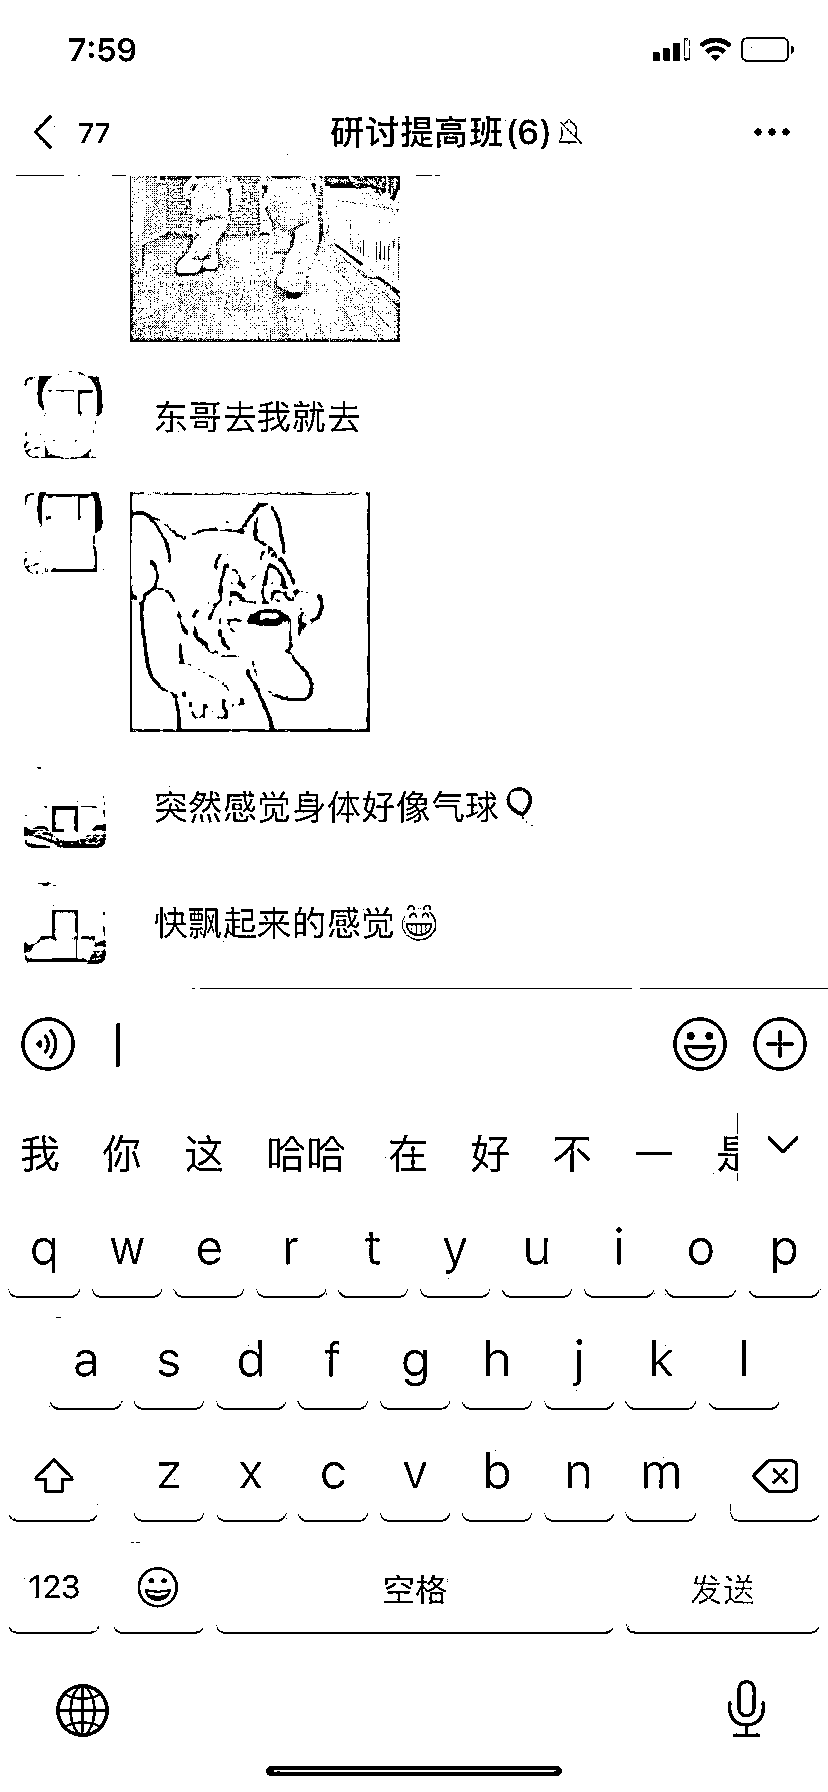 7:59
77
研讨提高班(6)
东哥去我就去
突然感觉身体好像气球🎈
快飘起来的感觉😁
我 你 这 哈哈 在 好 不 一 是
q w e r t y u i o p
a s d f g h j k l
z x c v b n m
123 空格 发送